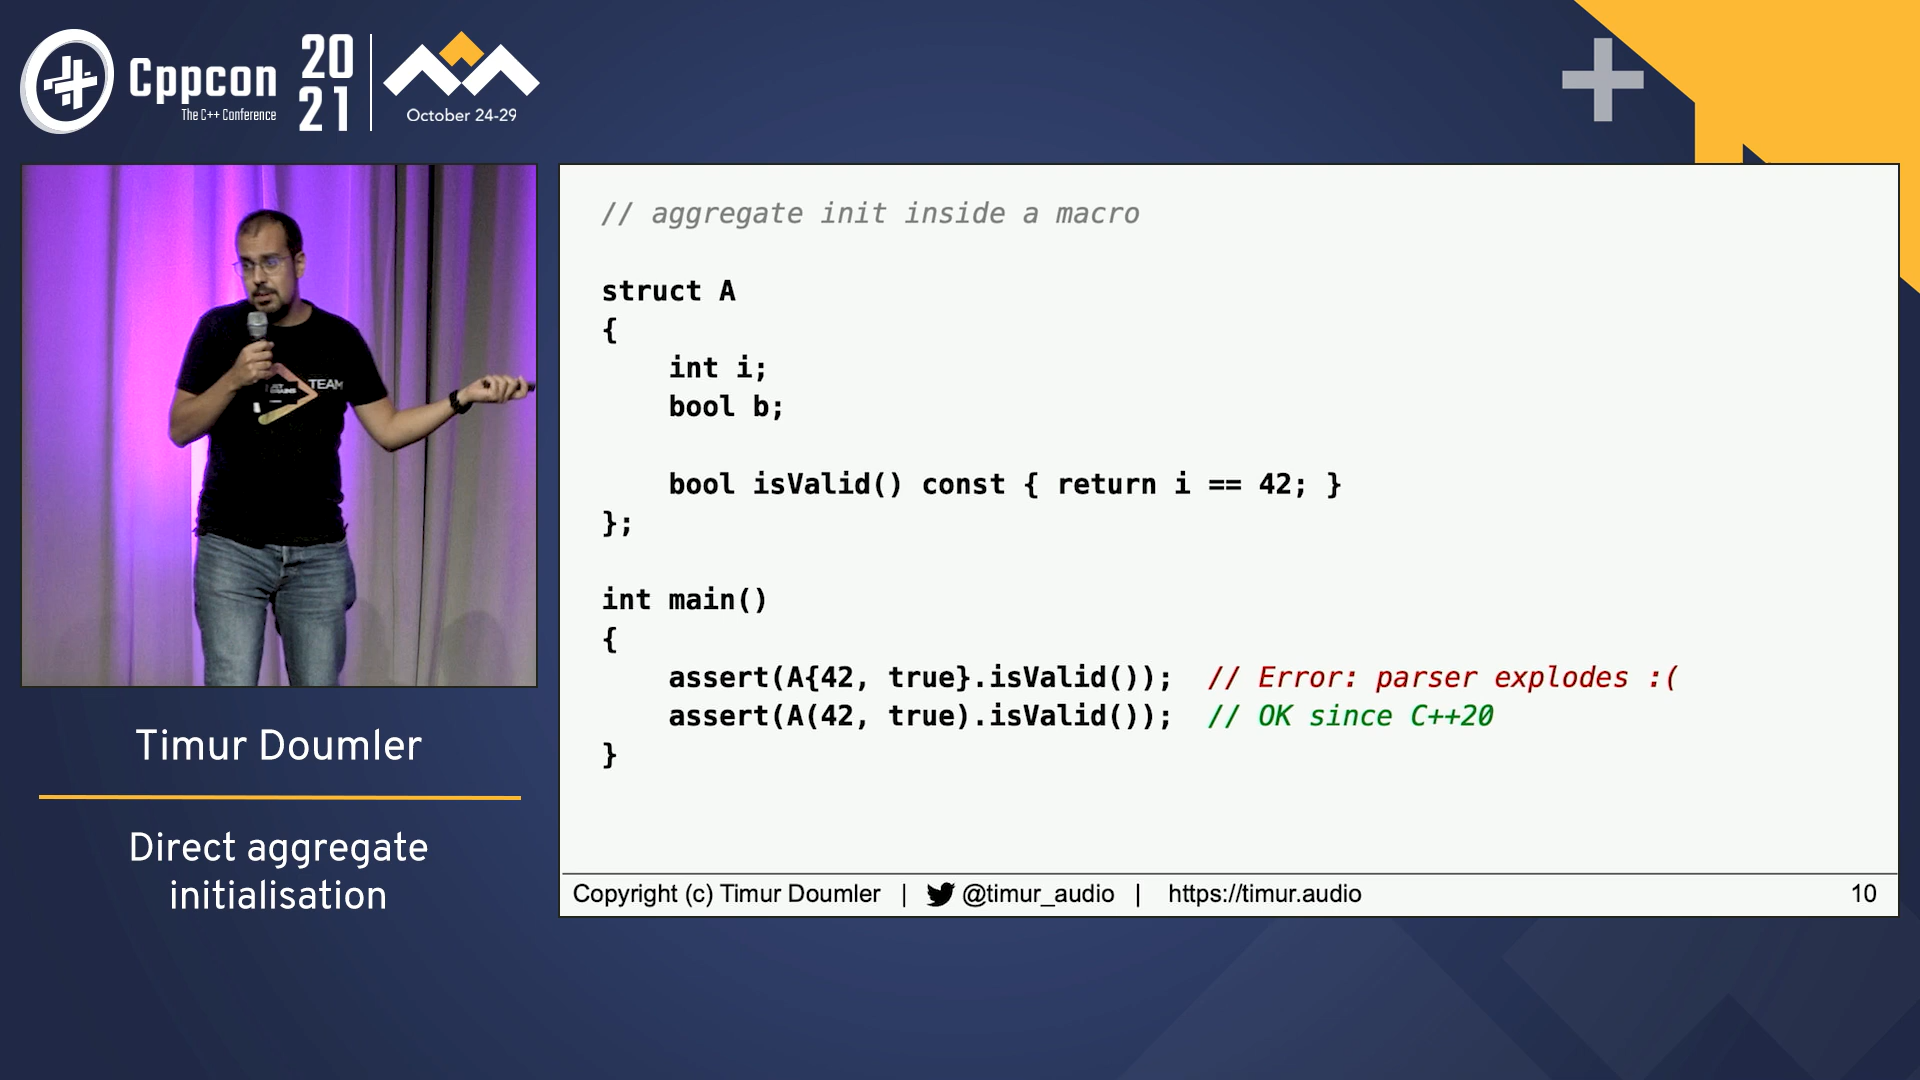 Cppcon
The C++ Conference
20
21
October 24-29
TEAM
// aggregate init inside a macro
struct A
{
    int i;
    bool b;
    bool isValid() const { return i == 42; }
};
int main()
{
    assert(A{42, true}.isValid());  // Error: parser explodes :(
    assert(A(42, true).isValid());  // OK since C++20
}
Copyright (c) Timur Doumler | @timur_audio | https://timur.audio
10
Timur Doumler
Direct aggregate
initialisation